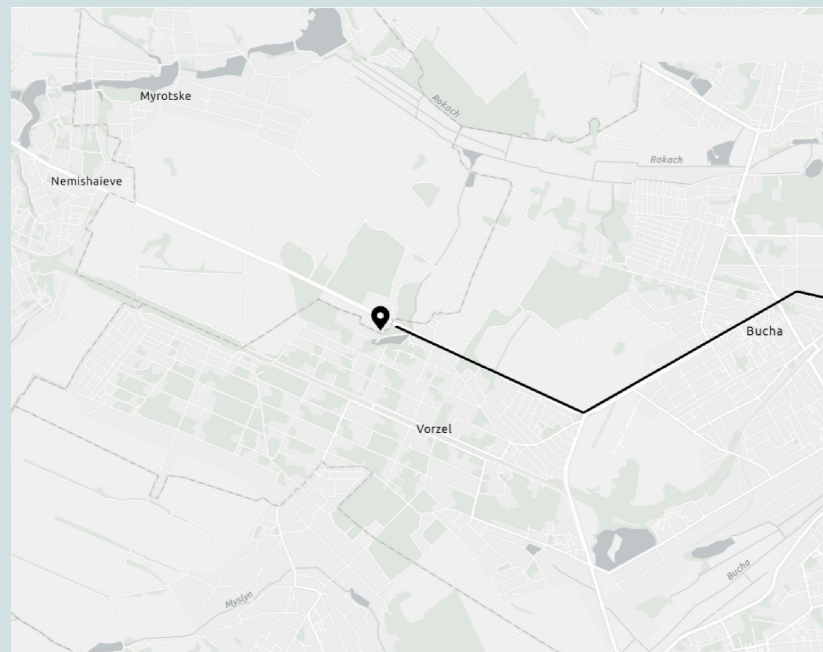 Myrotske
Rokach
Rokach
Nemishaieve
Bucha
Vorzel
Bucha
Myslyn